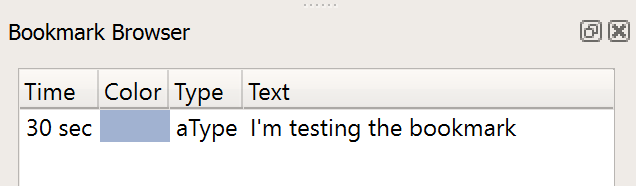 Bookmark Browser
Time Color Type Text
30 sec aType I'm testing the bookmark